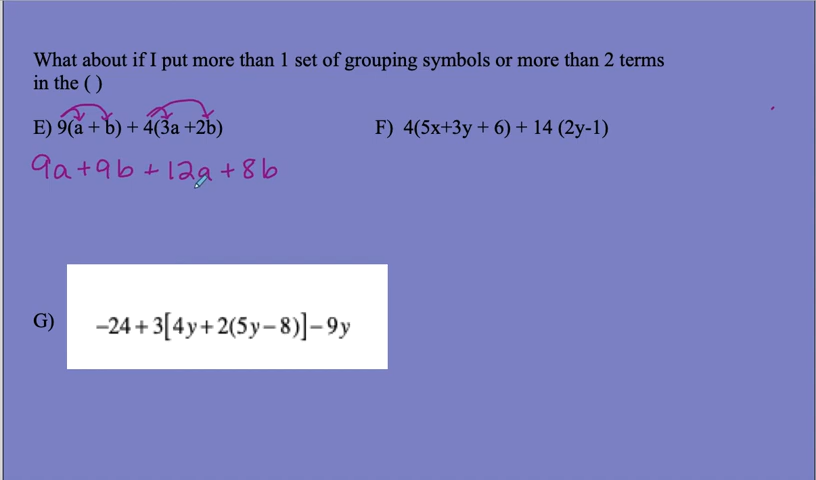 What about if I put more than 1 set of grouping symbols or more than 2 terms
in the ( )
E) 9(a + b) + 4(3a +2b)
9a+9b+12a+8b
F) 4(5x+3y + 6) + 14 (2y-1)
G) −24+3[4y+2(5y−8)]−9y